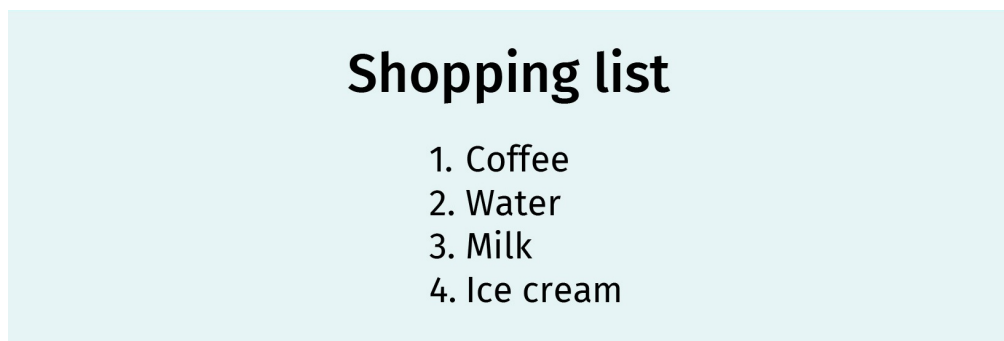 Shopping list
1. Coffee
2. Water
3. Milk
4. Ice cream